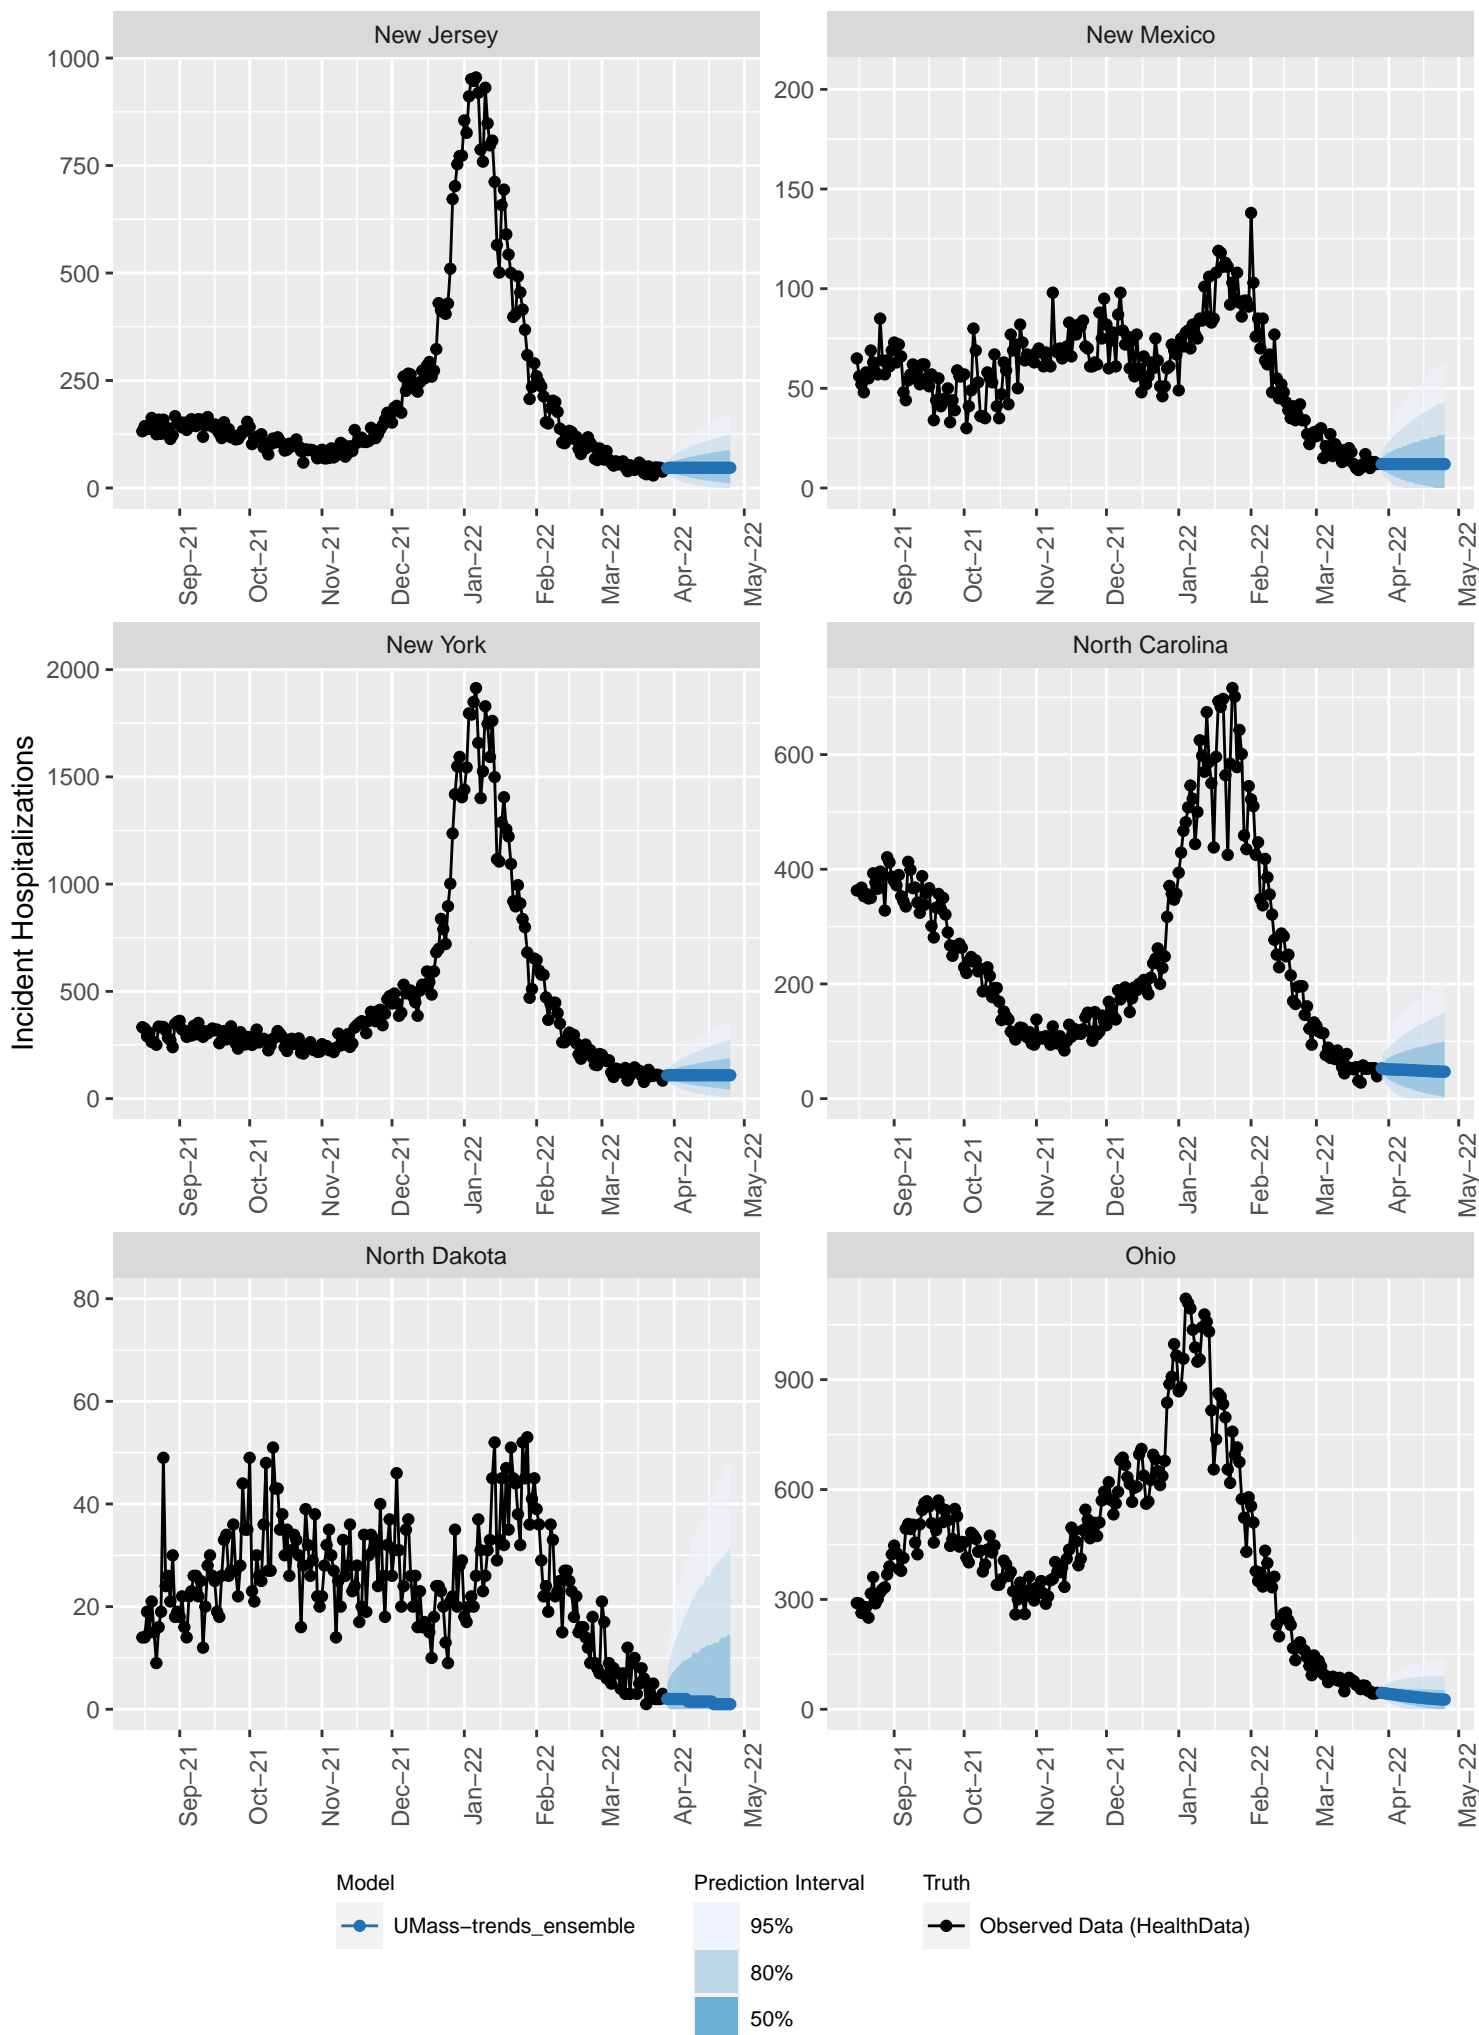 New Jersey
New Mexico
1000
750
500
250
0
200
150
100
50
0
Sep−21
Oct−21
Nov−21
Dec−21
Jan−22
Feb−22
Mar−22
Apr−22
May−22
Sep−21
Oct−21
Nov−21
Dec−21
Jan−22
Feb−22
Mar−22
Apr−22
May−22
Incident Hospitalizations
New York
North Carolina
2000
1500
1000
500
0
600
400
200
0
Sep−21
Oct−21
Nov−21
Dec−21
Jan−22
Feb−22
Mar−22
Apr−22
May−22
Sep−21
Oct−21
Nov−21
Dec−21
Jan−22
Feb−22
Mar−22
Apr−22
May−22
North Dakota
Ohio
80
60
40
20
0
900
600
300
0
Sep−21
Oct−21
Nov−21
Dec−21
Jan−22
Feb−22
Mar−22
Apr−22
May−22
Sep−21
Oct−21
Nov−21
Dec−21
Jan−22
Feb−22
Mar−22
Apr−22
May−22
Model
UMass−trends_ensemble
Prediction Interval
95%
80%
50%
Truth
Observed Data (HealthData)